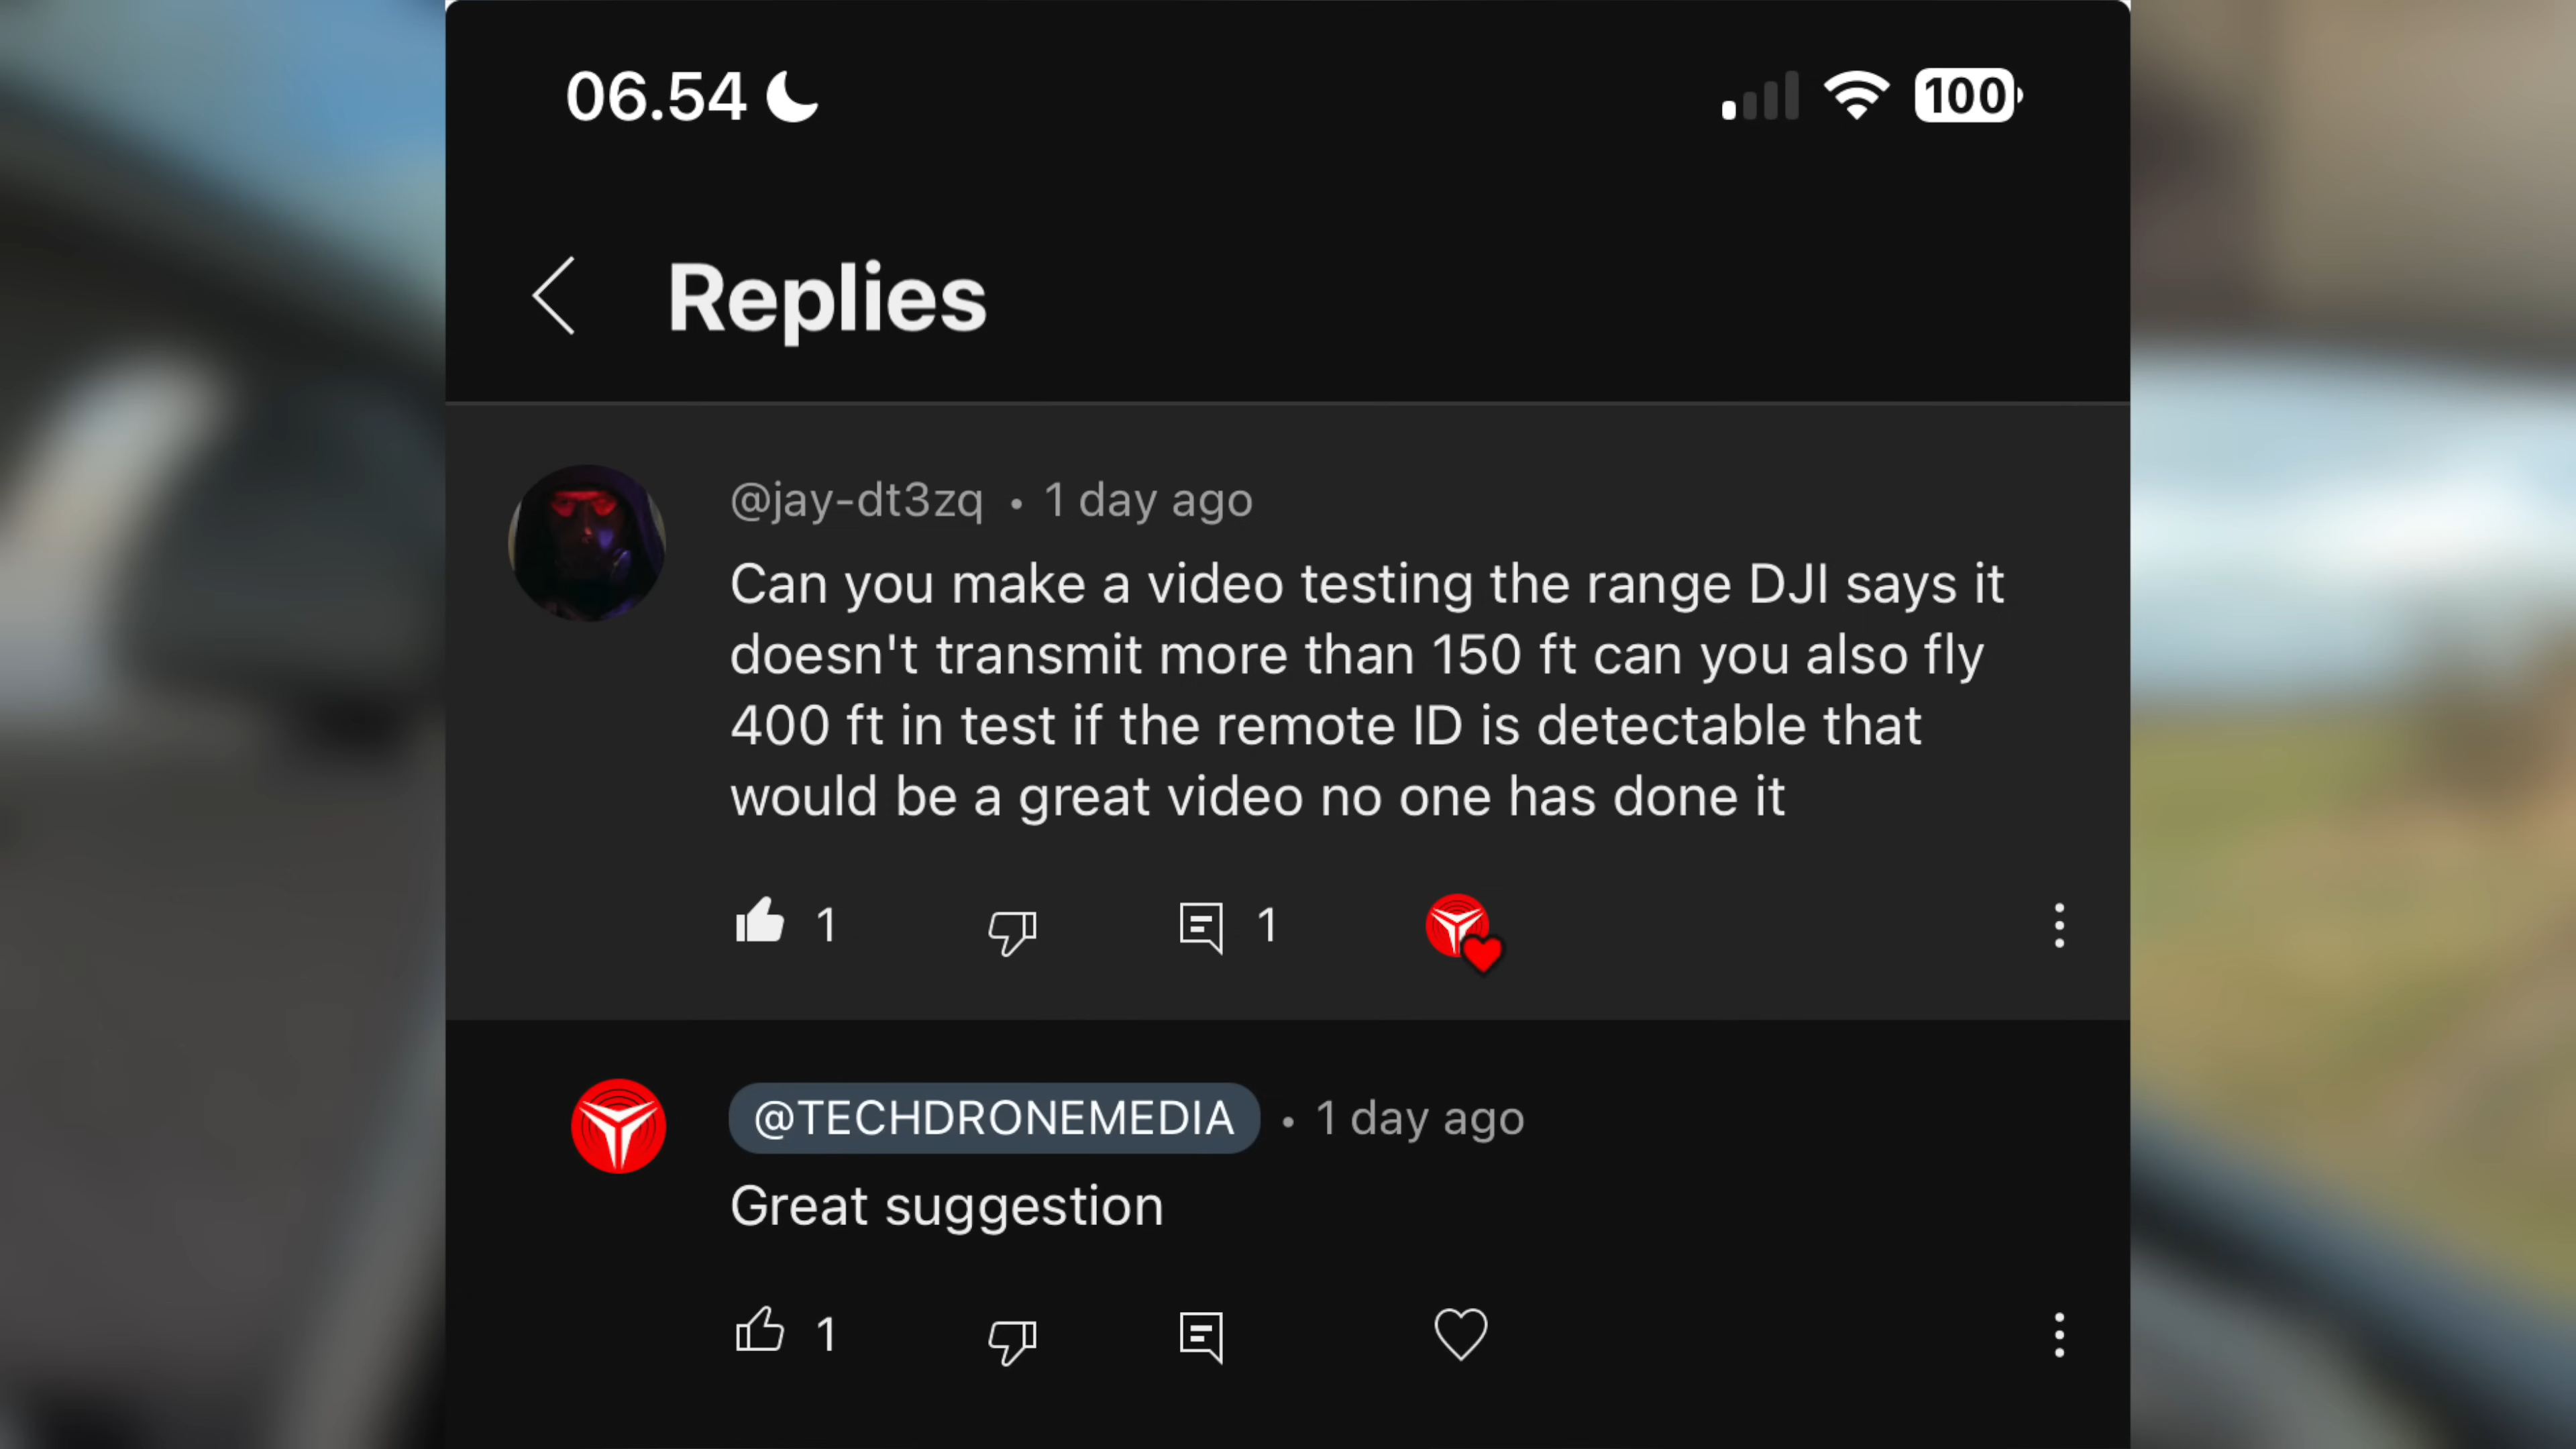 06.54
100
Replies
@jay-dt3zq • 1 day ago
Can you make a video testing the range DJI says it
doesn't transmit more than 150 ft can you also fly
400 ft in test if the remote ID is detectable that
would be a great video no one has done it
1
1
@TECHDRONEMEDIA • 1 day ago
Great suggestion
1